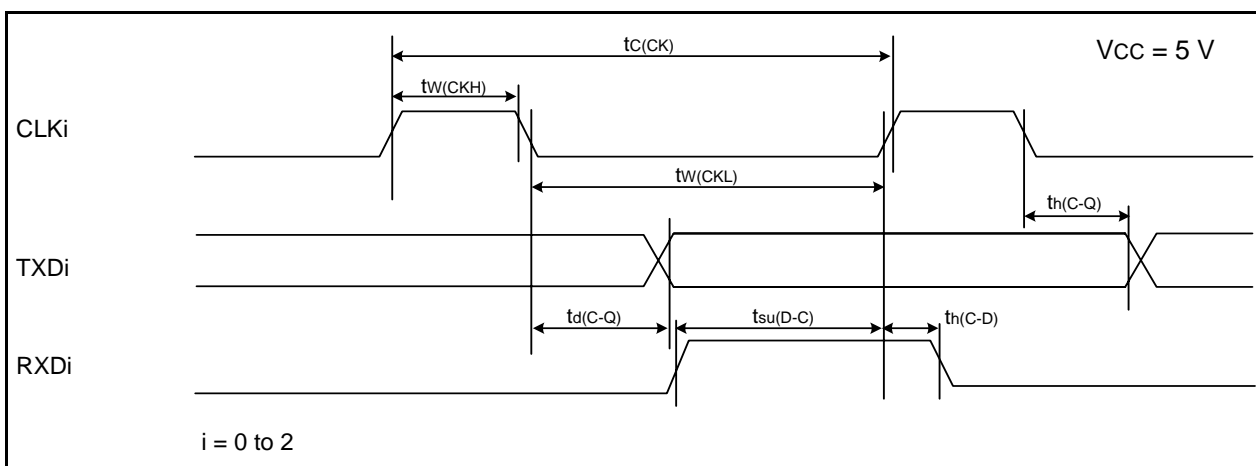 tC(CK)
VCC = 5 V
tW(CKH)
CLKi
tW(CKL)
th(C-Q)
TXDi
td(C-Q)
tsu(D-C)
th(C-D)
RXDi
i = 0 to 2